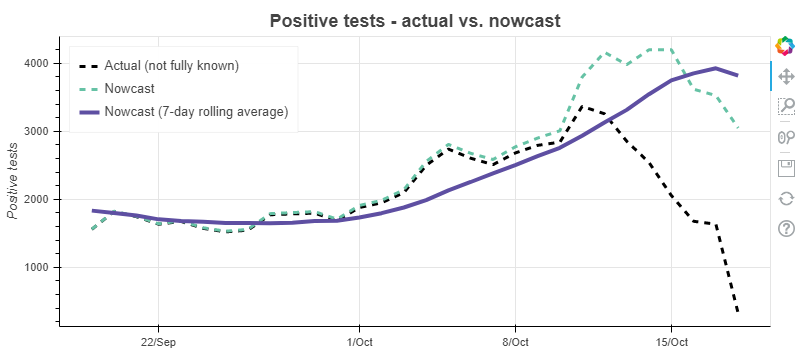 Positive tests - actual vs. nowcast
Actual (not fully known)
Nowcast
Nowcast (7-day rolling average)
Positive tests
4000
3000
2000
1000
22/Sep
1/Oct
8/Oct
15/Oct